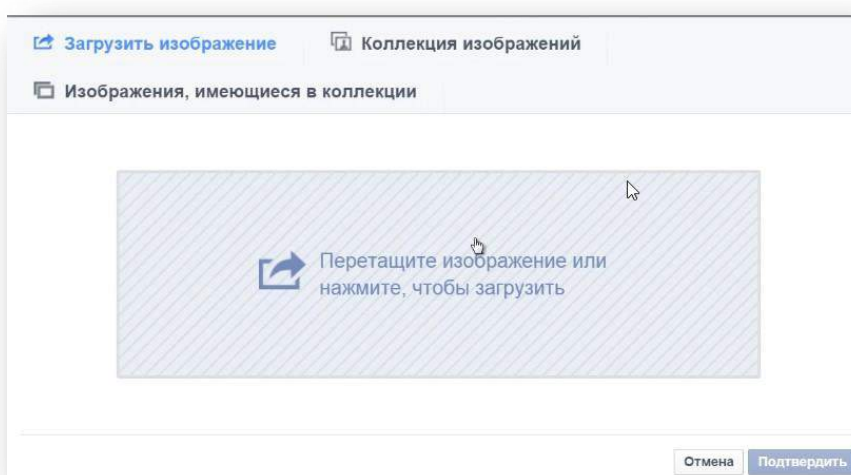 Загрузить изображение
Коллекция изображений
Изображения, имеющиеся в коллекции
Перетащите изображение или
нажмите, чтобы загрузить
Отмена
Подтвердить